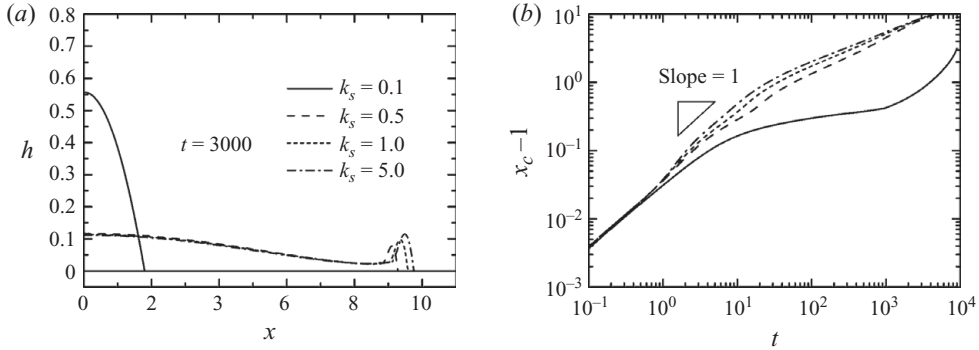 (a)
0.8
0.7
0.6
0.5
h 0.4
0.3
0.2
0.1
0
0 2 3 6 8 10
x
t = 3000
k_s = 0.1
k_s = 0.5
k_s = 1.0
k_s = 5.0
(b)
10^1
10^0
x_c − 1 10^−1
10^−2
10^−3
10^−1 10^0 10^1 10^2 10^3 10^4
t
Slope = 1